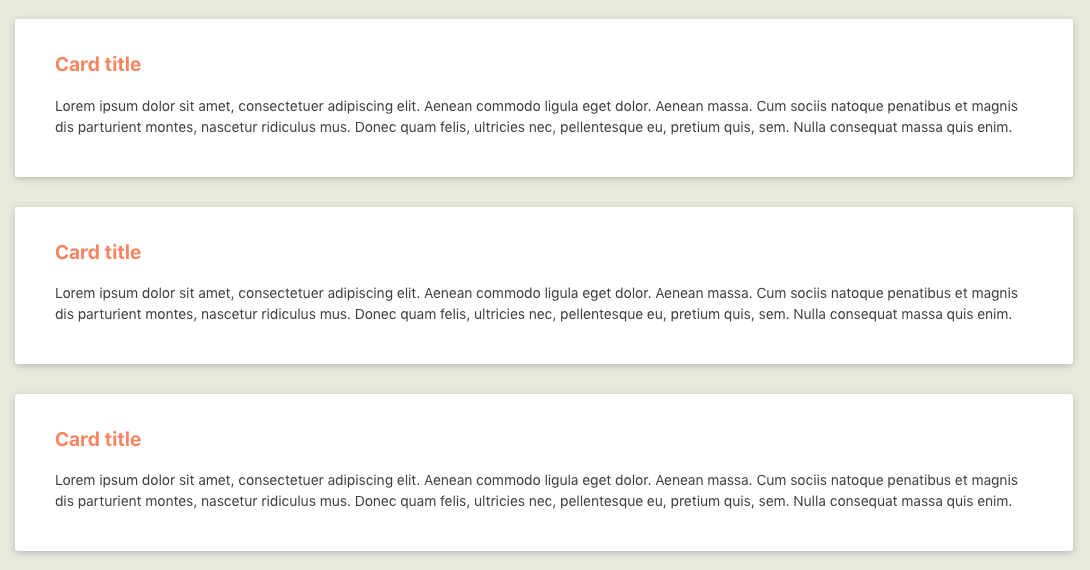 Card title
Lorem ipsum dolor sit amet, consectetuer adipiscing elit. Aenean commodo ligula eget dolor. Aenean massa. Cum sociis natoque penatibus et magnis
dis parturient montes, nascetur ridiculus mus. Donec quam felis, ultricies nec, pellentesque eu, pretium quis, sem. Nulla consequat massa quis enim.
Card title
Lorem ipsum dolor sit amet, consectetuer adipiscing elit. Aenean commodo ligula eget dolor. Aenean massa. Cum sociis natoque penatibus et magnis
dis parturient montes, nascetur ridiculus mus. Donec quam felis, ultricies nec, pellentesque eu, pretium quis, sem. Nulla consequat massa quis enim.
Card title
Lorem ipsum dolor sit amet, consectetuer adipiscing elit. Aenean commodo ligula eget dolor. Aenean massa. Cum sociis natoque penatibus et magnis
dis parturient montes, nascetur ridiculus mus. Donec quam felis, ultricies nec, pellentesque eu, pretium quis, sem. Nulla consequat massa quis enim.